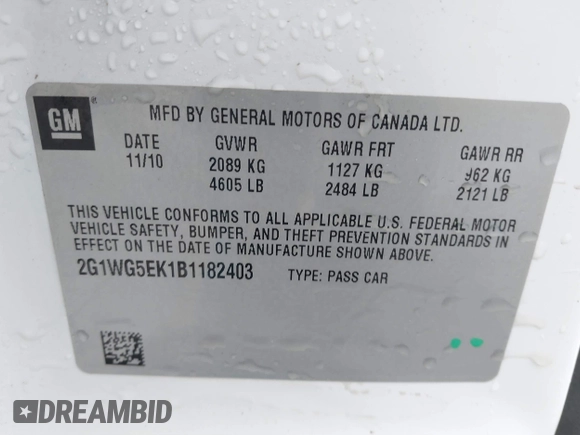 GM
MFD BY GENERAL MOTORS OF CANADA LTD.
DATE GVWR GAWR FRT GAWR RR
11/10 2089 KG 1127 KG 962 KG
4605 LB 2484 LB 2121 LB
THIS VEHICLE CONFORMS TO ALL APPLICABLE U.S. FEDERAL MOTOR
VEHICLE SAFETY, BUMPER, AND THEFT PREVENTION STANDARDS IN
EFFECT ON THE DATE OF MANUFACTURE SHOWN ABOVE.
2G1WG5EK1B1182403 TYPE: PASS CAR
DREAMBID